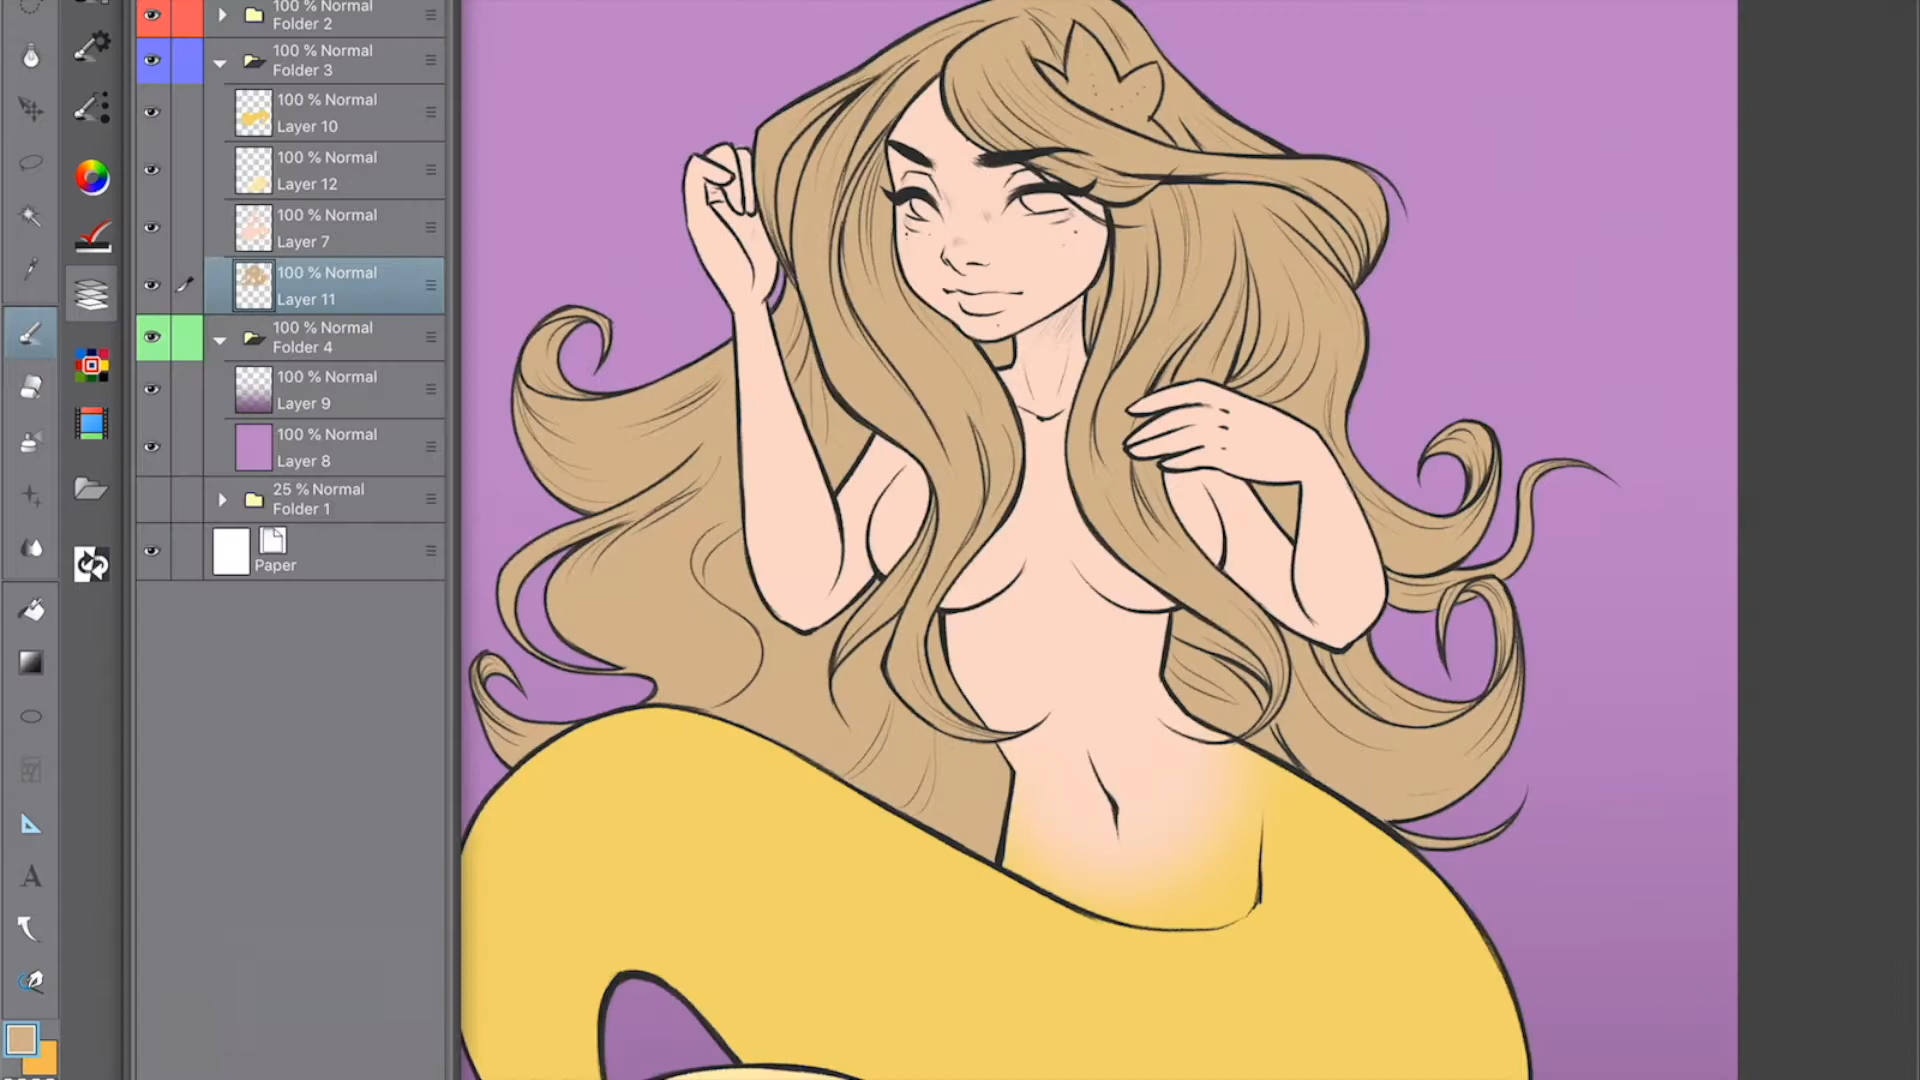 100 % Normal
Folder 2
100 % Normal
Folder 3
100 % Normal
Layer 10
100 % Normal
Layer 12
100 % Normal
Layer 7
100 % Normal
Layer 11
100 % Normal
Folder 4
100 % Normal
Layer 9
100 % Normal
Layer 8
25 % Normal
Folder 1
Paper
A